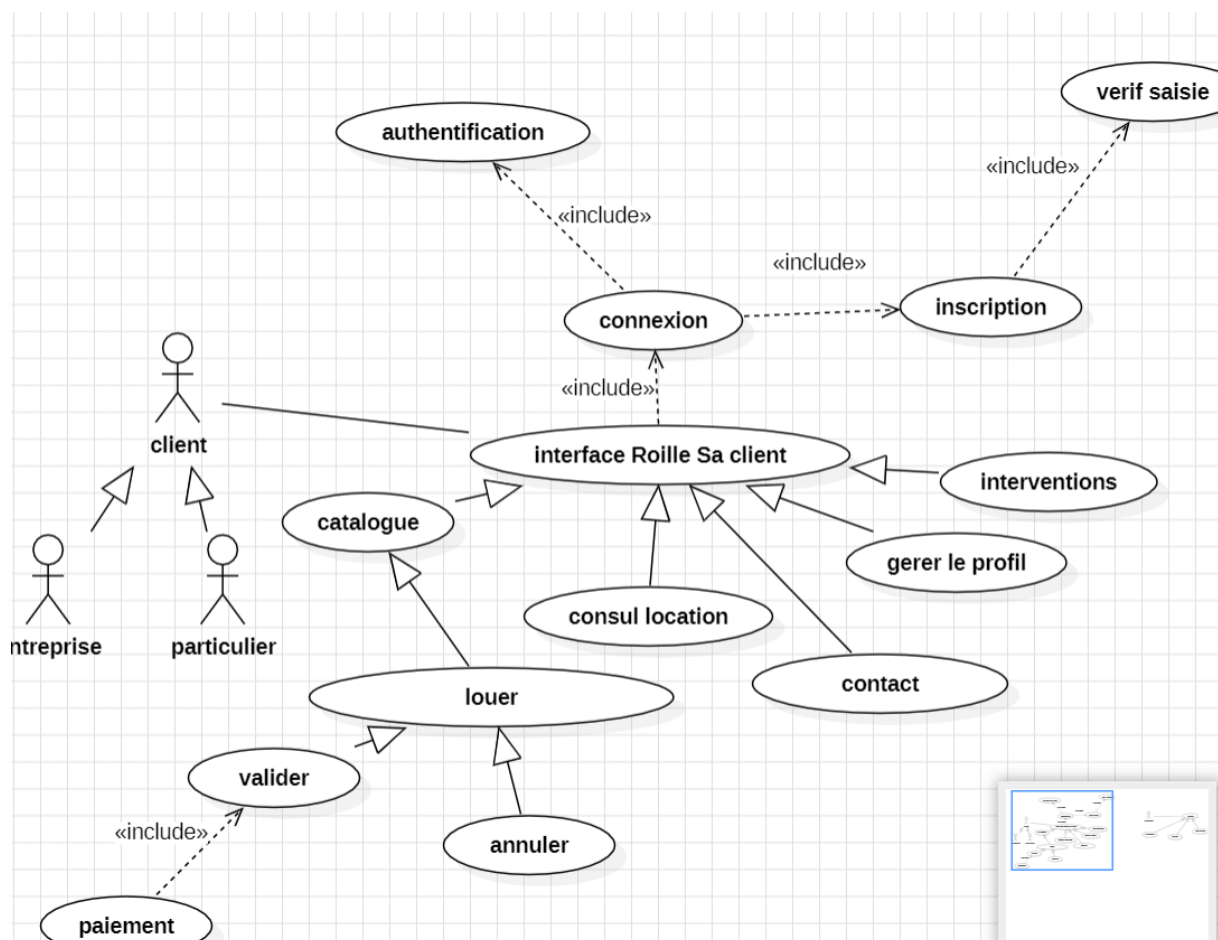 verif saisie
authentification
«include»
«include»
«include»
inscription
connexion
«include»
client
interface Roille Sa client
interventions
catalogue
gerer le profil
consul location
ntreprise
particulier
contact
louer
valider
«include»
annuler
paiement